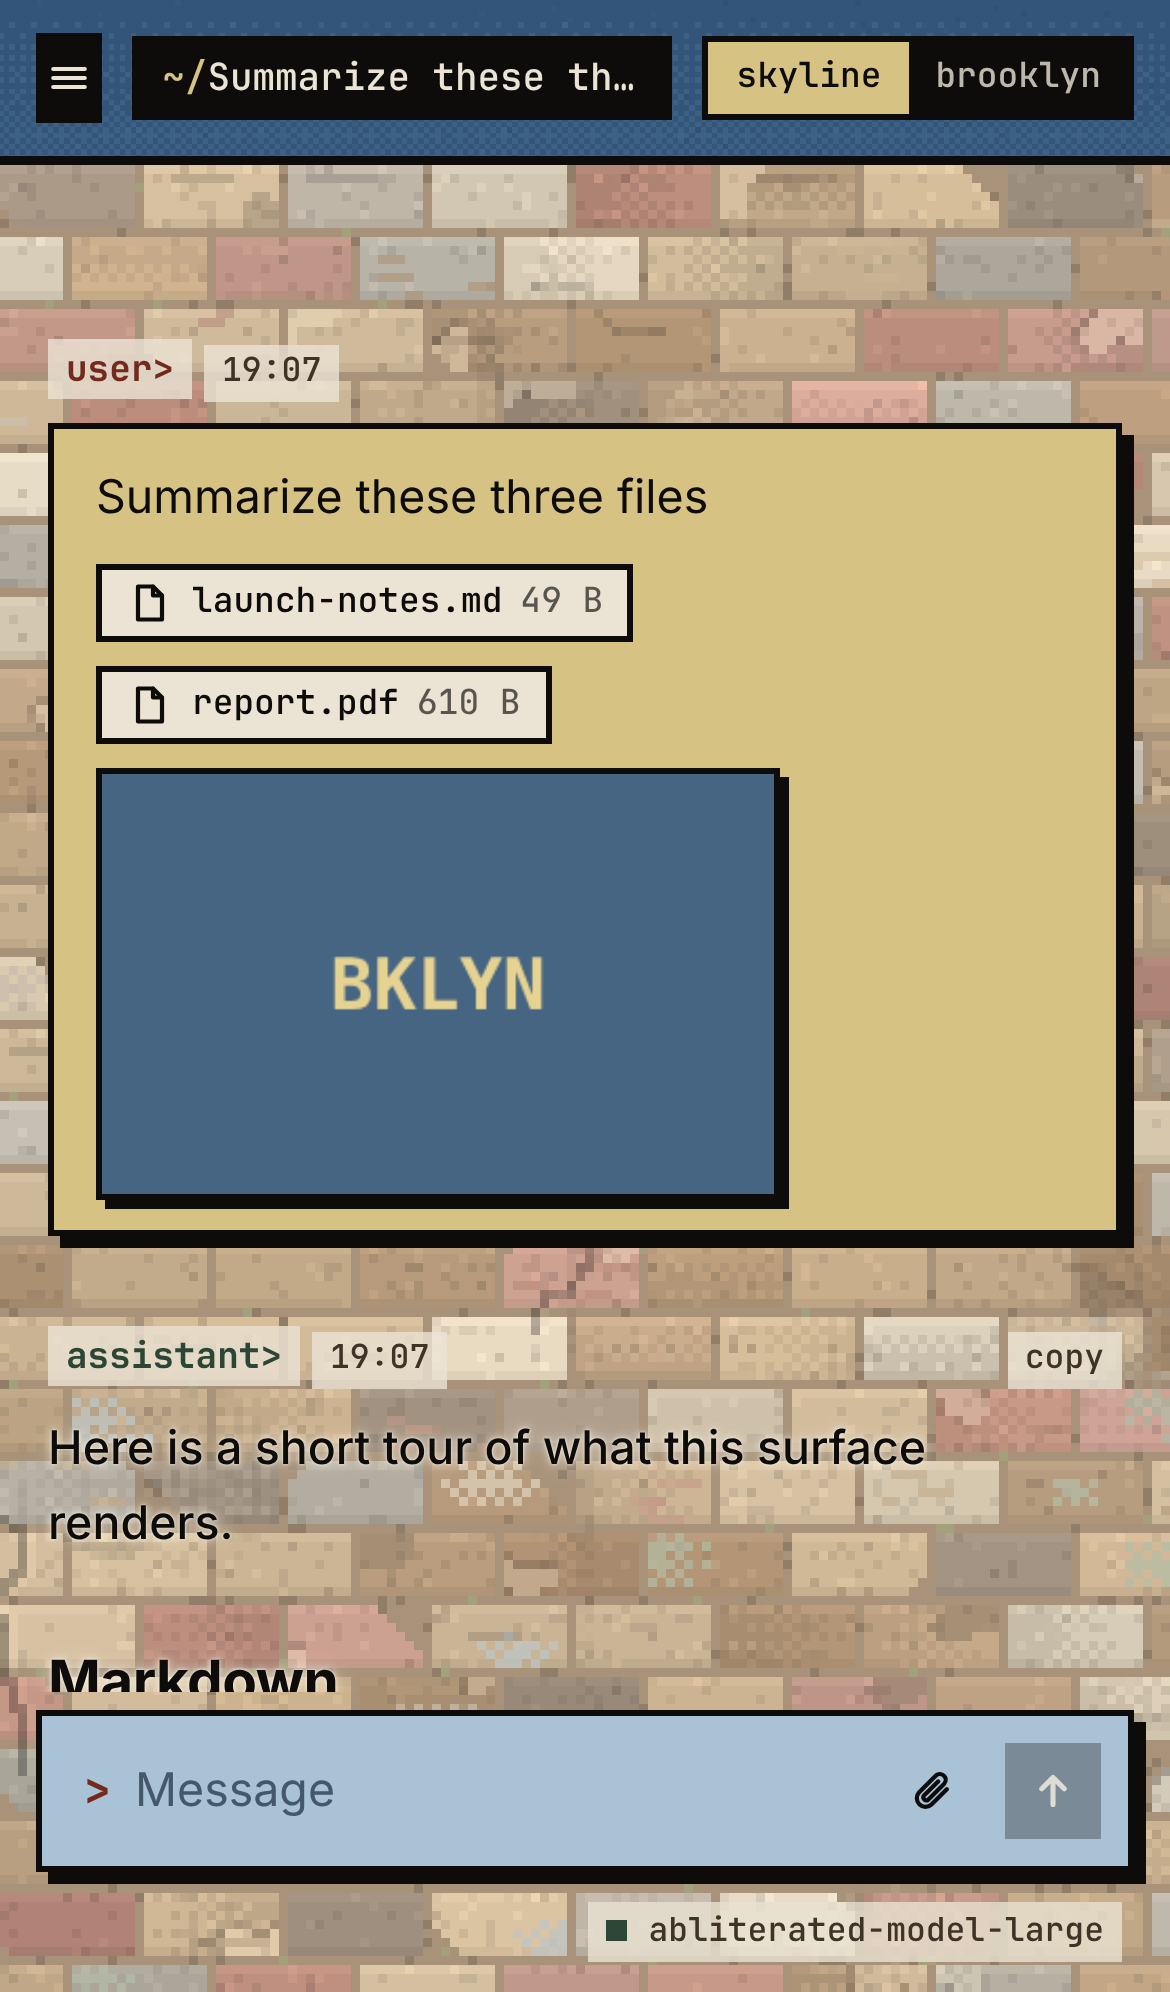 ~/Summarize these th…
skyline
brooklyn
user> 19:07
Summarize these three files
launch-notes.md 49 B
report.pdf 610 B
BKLYN
assistant> 19:07
copy
Here is a short tour of what this surface
renders.
Markdown
> Message
abliterated-model-large